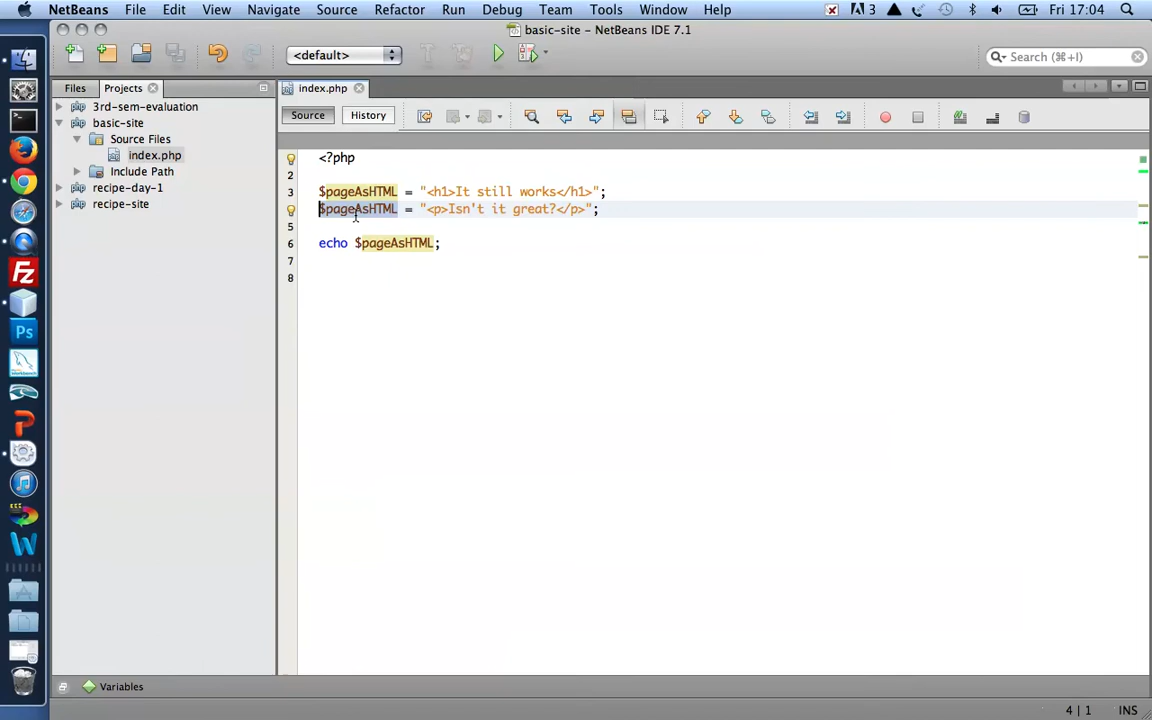 NetBeans File Edit View Navigate Source Refactor Run Debug Team Tools Window Help 3 Fri 17:04
basic-site - NetBeans IDE 7.1
<default> Search (⌘+I)
Files Projects index.php
Source History
3rd-sem-evaluation
basic-site
Source Files
index.php
Include Path
recipe-day-1
recipe-site
<?php
2
3 $pageAsHTML = "<h1>It still works</h1>";
$pageAsHTML = "<p>Isn't it great?</p>";
5
6 echo $pageAsHTML;
7
8
Fz
Ps
W
Variables
4 | 1 INS